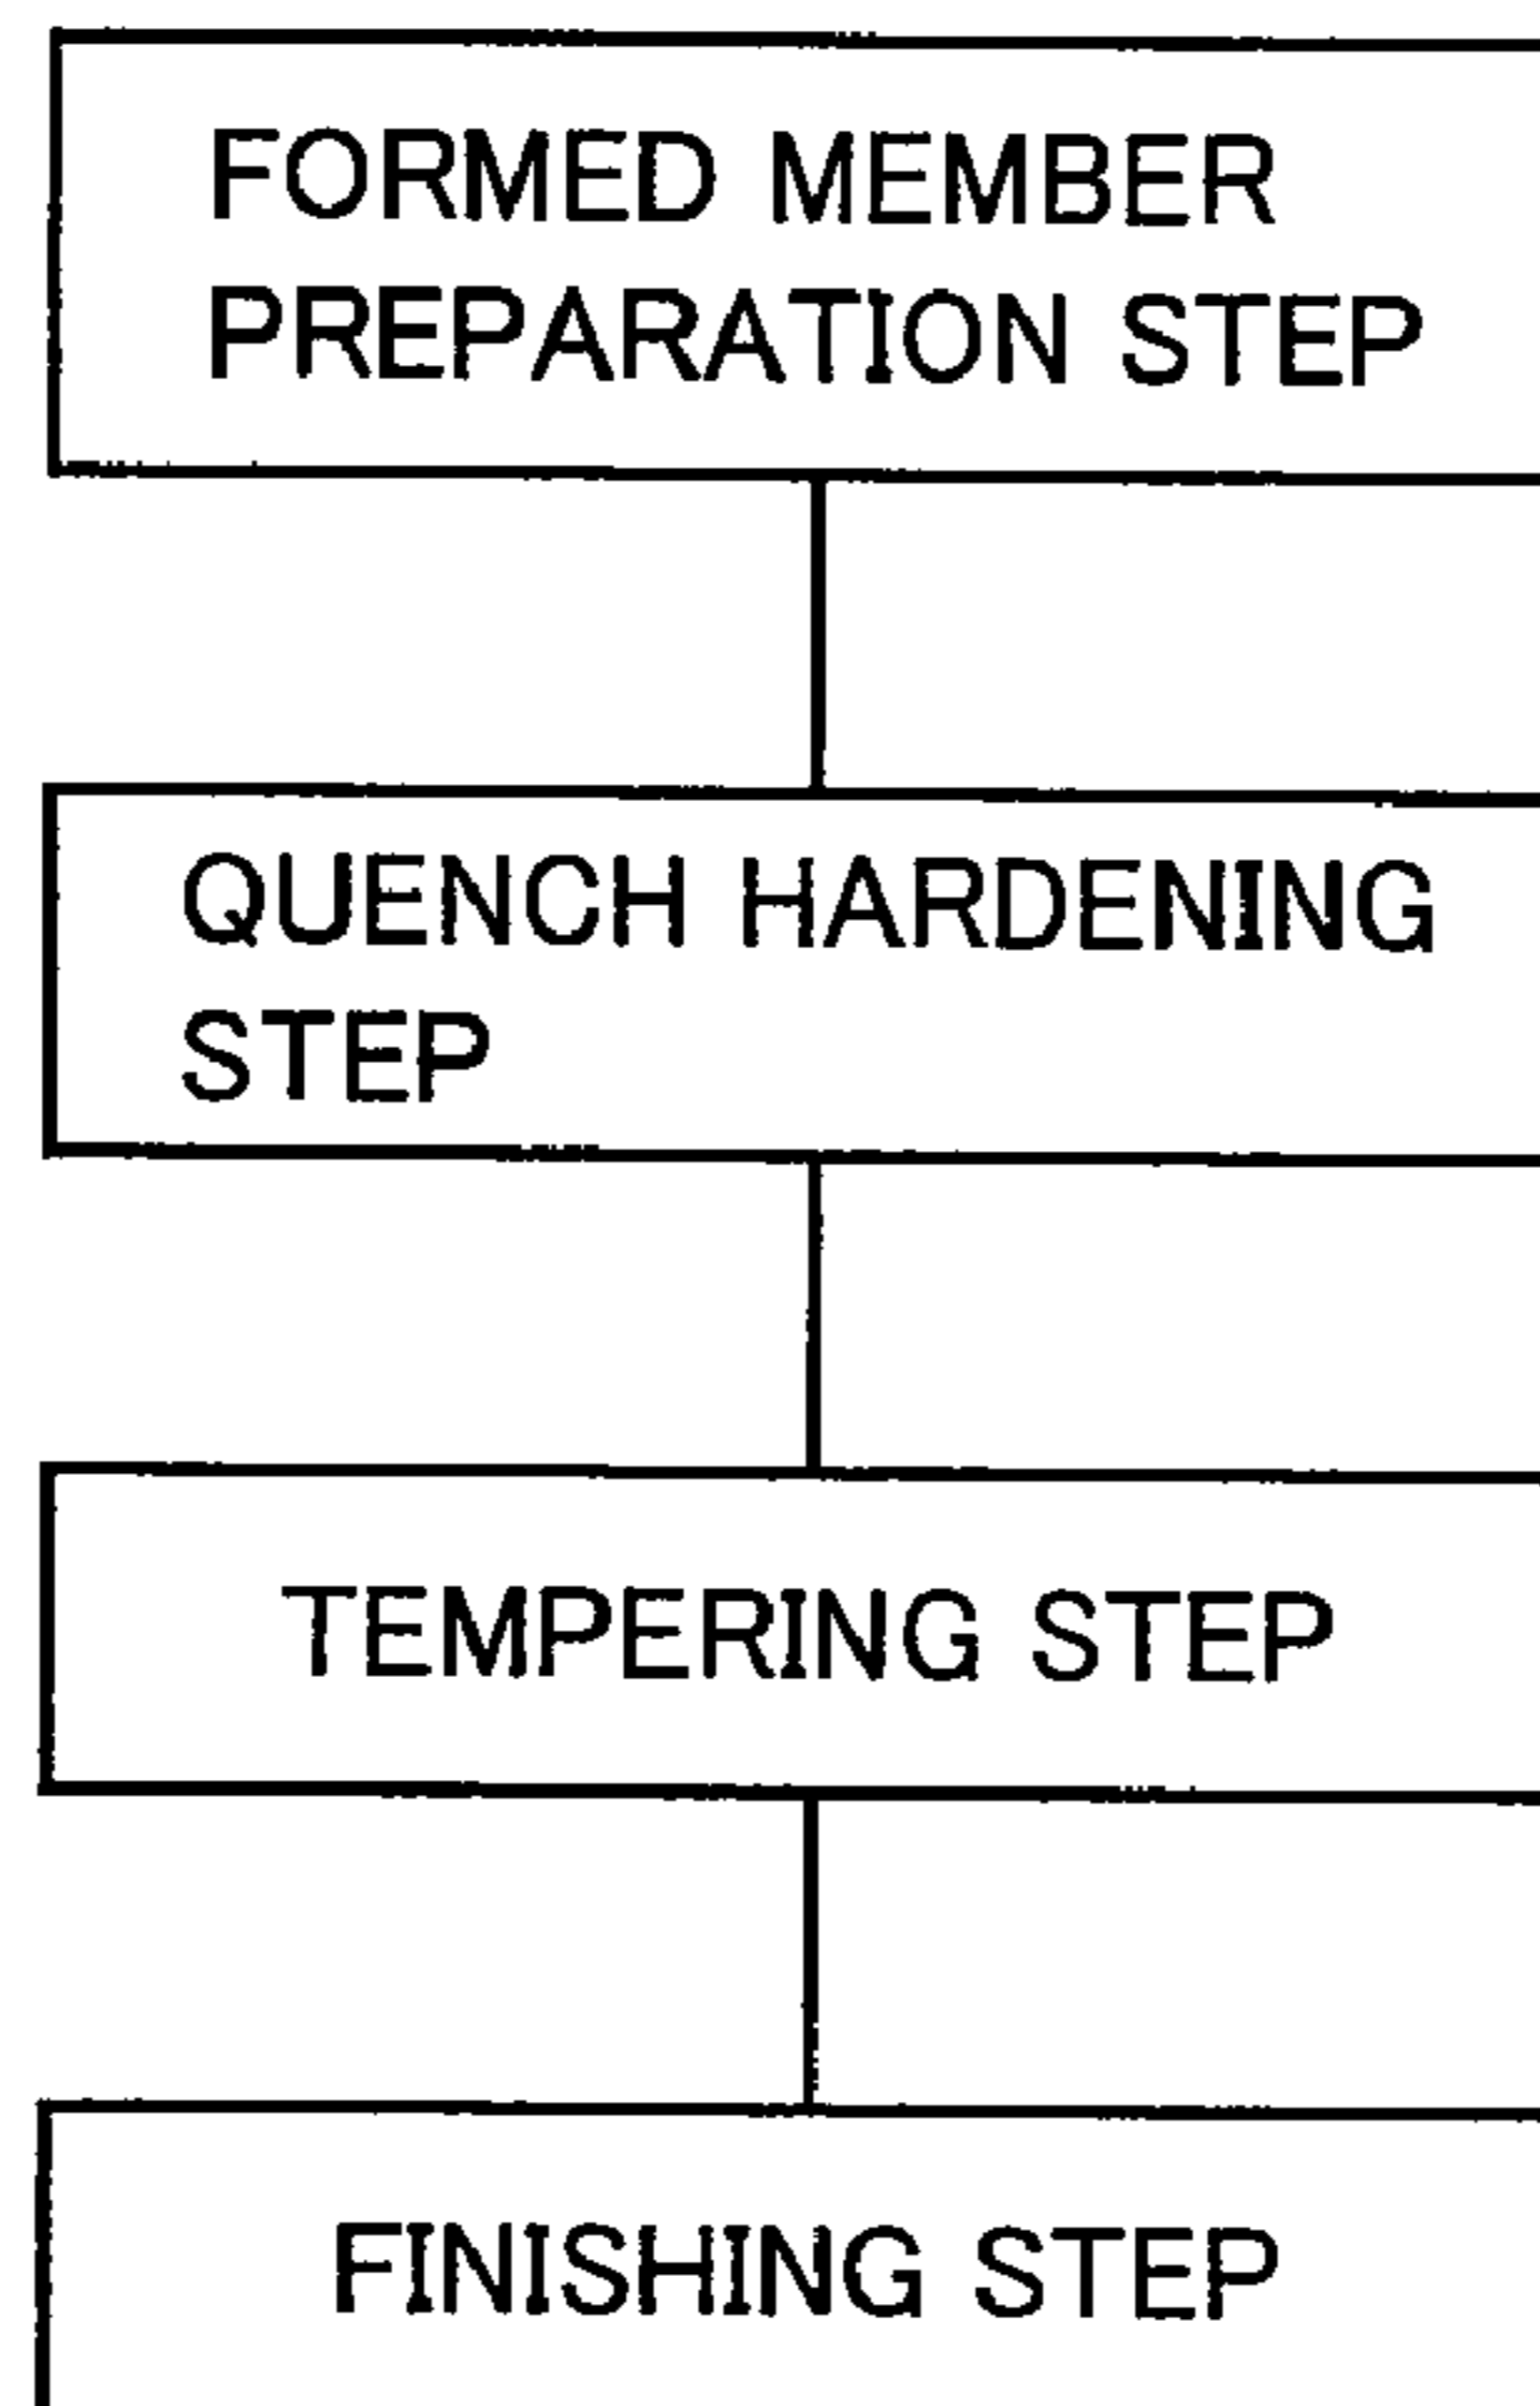 FORMED MEMBER
PREPARATION STEP
QUENCH HARDENING
STEP
TEMPERING STEP
FINISHING STEP